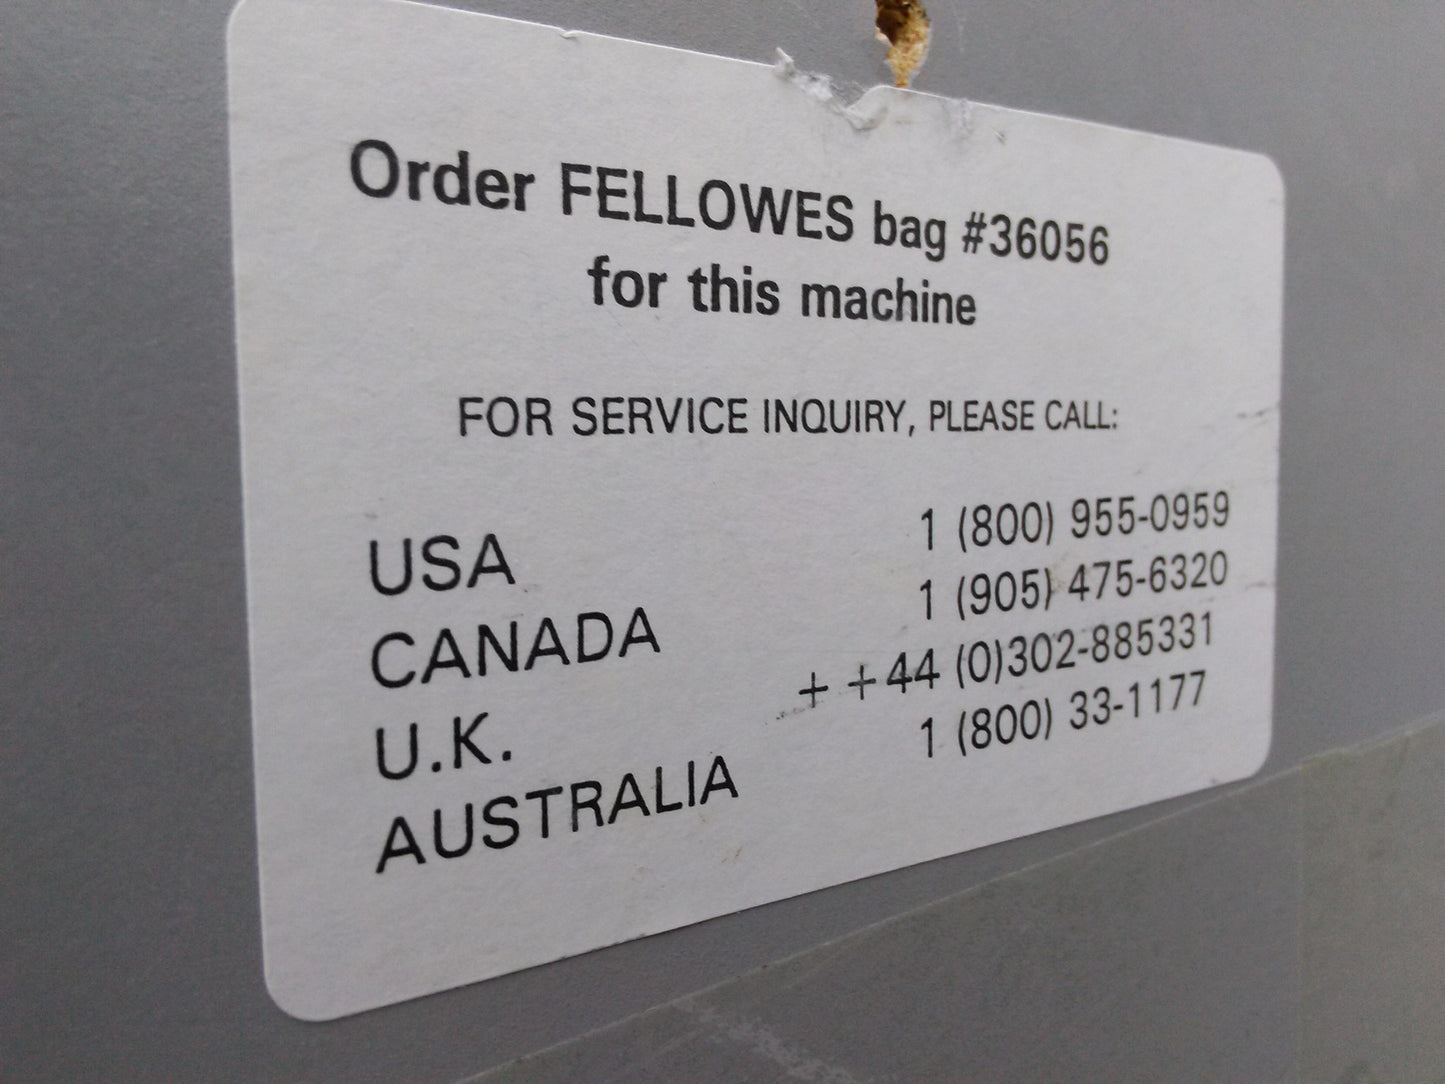 Order FELLOWES bag #36056
for this machine
FOR SERVICE INQUIRY, PLEASE CALL:
USA 1 (800) 955-0959
CANADA 1 (905) 475-6320
U.K. + +44 (0)302-885331
AUSTRALIA 1 (800) 33-1177